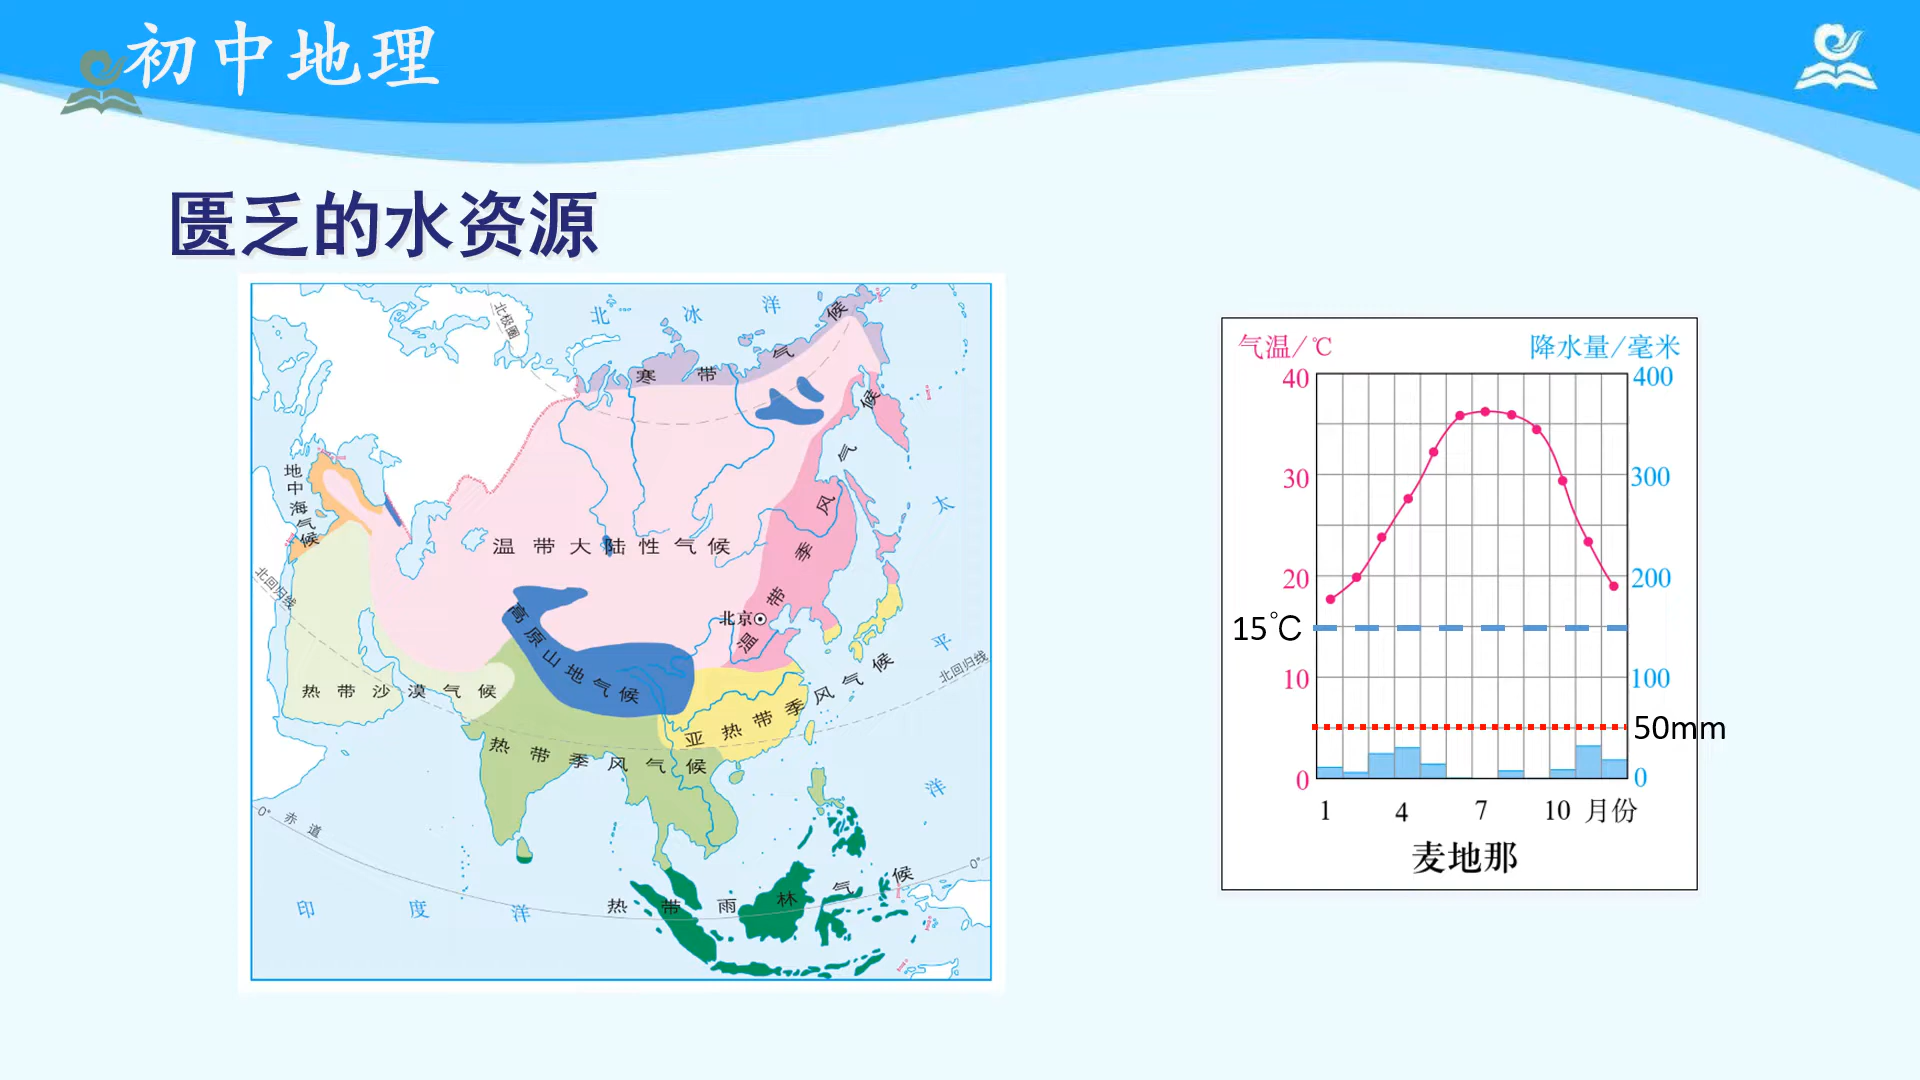 初中地理
匮乏的水资源
北冰洋
北极圈
寒带气候
地中海气候
温带大陆性气候
温带季风气候
太平洋
北回归线
北京
高原山地气候
热带沙漠气候
亚热带季风气候
北回归线
热带季风气候
0°
赤道
0°
热带雨林气候
印度洋
气温/℃
降水量/毫米
40
400
30
300
20
200
15℃
10
100
50mm
0
0
1 4 7 10 月份
麦地那